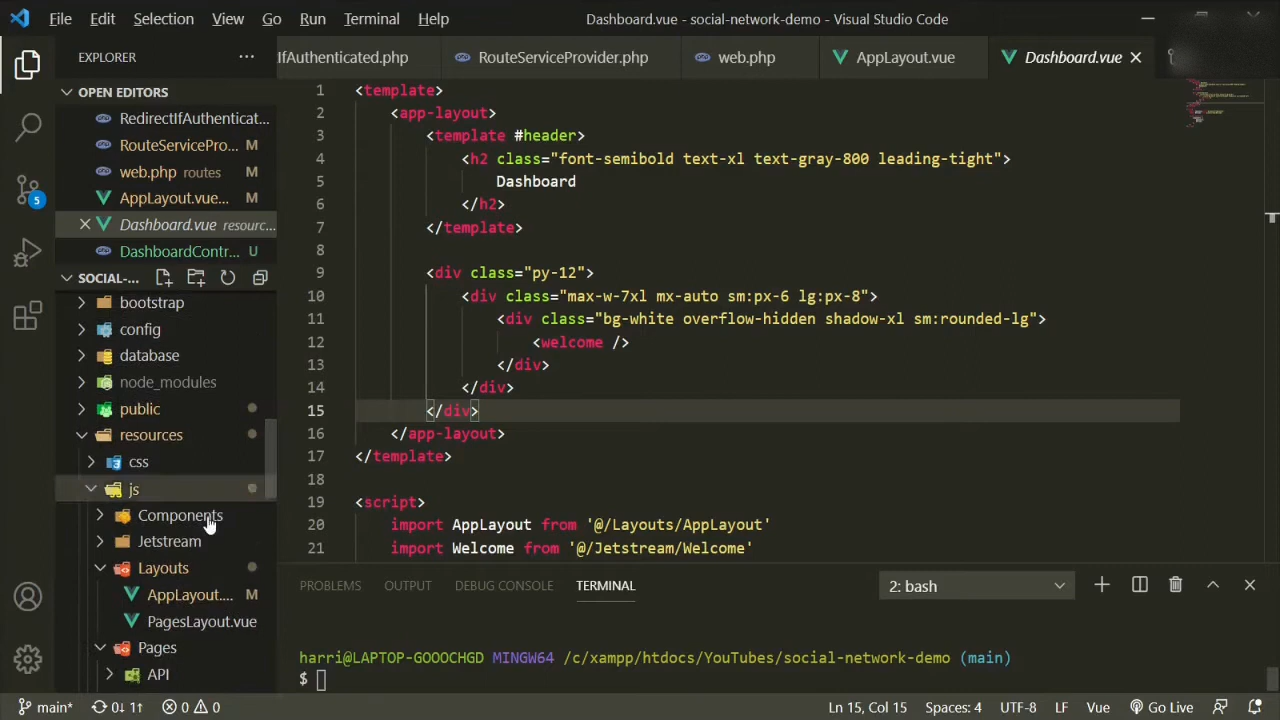 File Edit Selection View Go Run Terminal Help Dashboard.vue - social-network-demo - Visual Studio Code
EXPLORER
IfAuthenticated.php RouteServiceProvider.php web.php AppLayout.vue Dashboard.vue
OPEN EDITORS
RedirectIfAuthenticat...
RouteServicePro... M
web.php routes M
AppLayout.vue... M
Dashboard.vue resourc...
DashboardContr... U
SOCIAL-...
bootstrap
config
database
node_modules
public
resources
css
js
Components
Jetstream
Layouts
AppLayout.... M
PagesLayout.vue
Pages
API
5
1 <template>
2 <app-layout>
3 <template #header>
4 <h2 class="font-semibold text-xl text-gray-800 leading-tight">
5 Dashboard
6 </h2>
7 </template>
8
9 <div class="py-12">
10 <div class="max-w-7xl mx-auto sm:px-6 lg:px-8">
11 <div class="bg-white overflow-hidden shadow-xl sm:rounded-lg">
12 <welcome />
13 </div>
14 </div>
15 </div>
16 </app-layout>
17 </template>
18
19 <script>
20 import AppLayout from '@/Layouts/AppLayout'
21 import Welcome from '@/Jetstream/Welcome'
PROBLEMS OUTPUT DEBUG CONSOLE TERMINAL 2: bash
harri@LAPTOP-GOOOCHGD MINGW64 /c/xampp/htdocs/YouTubes/social-network-demo (main)
$
main* 0↓ 1↑ 0 0 Ln 15, Col 15 Spaces: 4 UTF-8 LF Vue Go Live